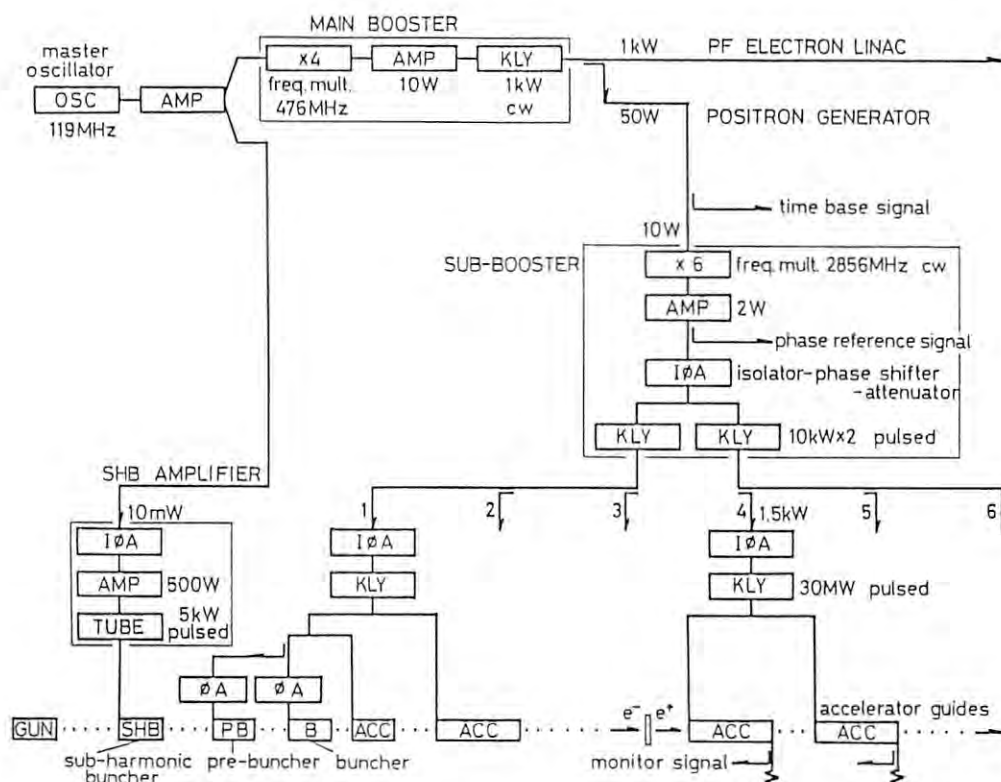 MAIN BOOSTER
master
oscillator
OSC
AMP
119MHz
x4
AMP
KLY
freq. mult.
476MHz
10W
1kW
cw
1kW
PF ELECTRON LINAC
50W
POSITRON GENERATOR
time base signal
10W
SUB-BOOSTER
x 6
freq. mult. 2856MHz cw
AMP
2W
phase reference signal
IØA
isolator-phase shifter
-attenuator
KLY
KLY
10kW×2 pulsed
SHB AMPLIFIER
10mW
IØA
AMP
500W
TUBE
5kW
pulsed
1
2
3
4
1.5kW
5
6
IØA
KLY
IØA
KLY
30MW pulsed
ØA
ØA
GUN
SHB
PB
B
ACC
ACC
e⁻
e⁺
ACC
ACC
accelerator guides
sub-harmonic
buncher
pre-buncher
buncher
monitor signal